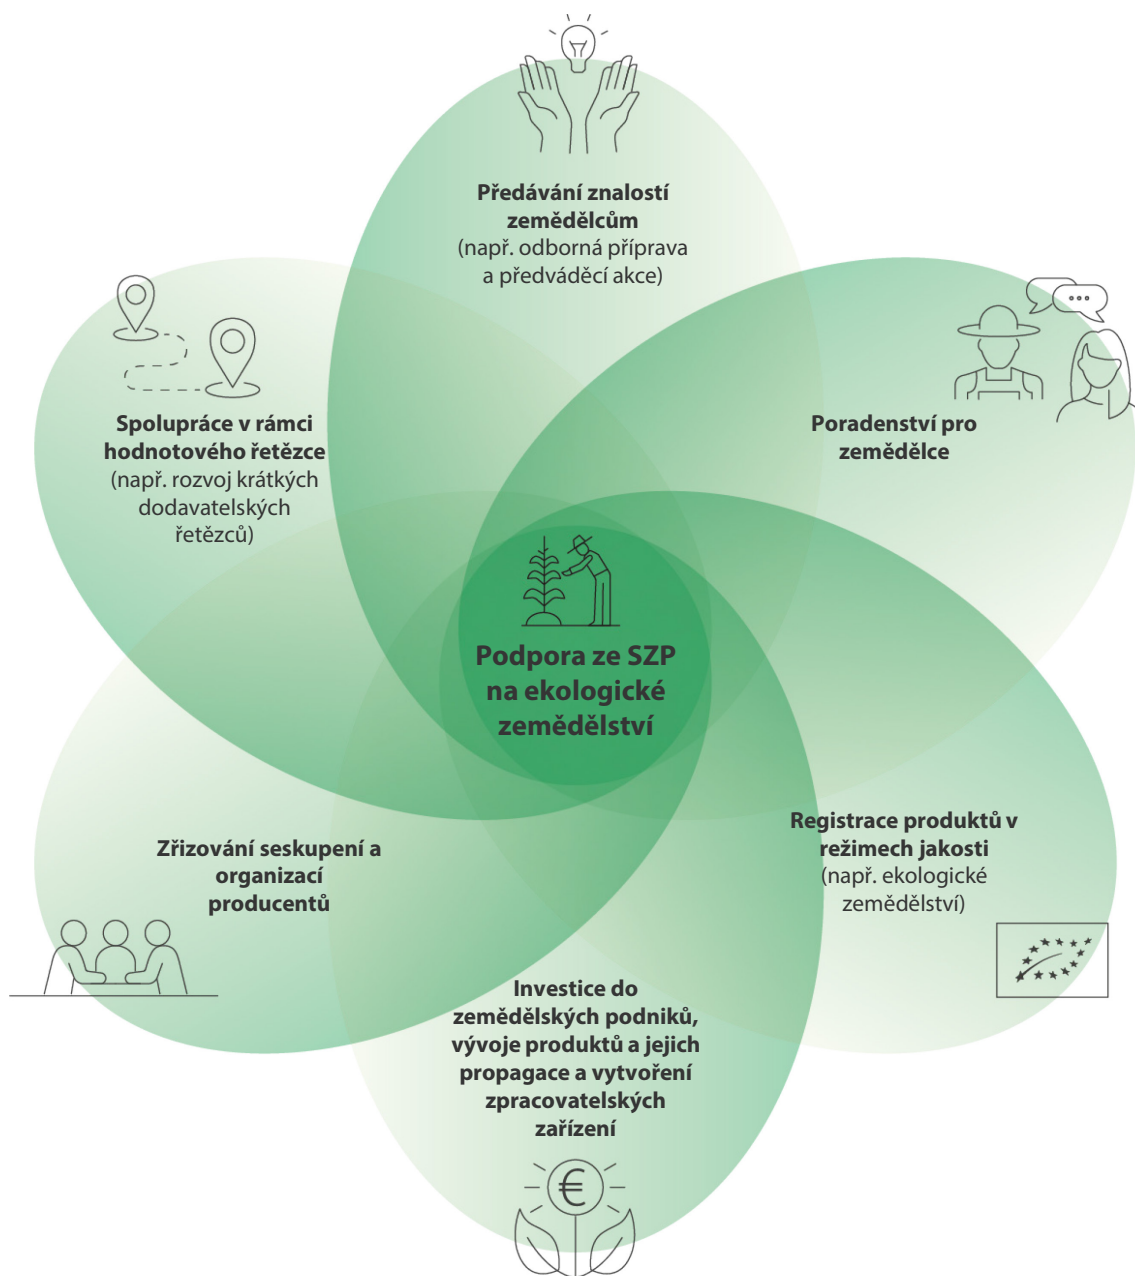 Předávání znalostí
zemědělcům
(např. odborná příprava
a předváděcí akce)
Poradenství pro
zemědělce
Spolupráce v rámci
hodnotového řetězce
(např. rozvoj krátkých
dodavatelských
řetězců)
Podpora ze SZP
na ekologické
zemědělství
Registrace produktů v
režimech jakosti
(např. ekologické
zemědělství)
Zřizování seskupení a
organizací
producentů
Investice do
zemědělských podniků,
vývoje produktů a jejich
propagace a vytvoření
zpracovatelských
zařízení
€